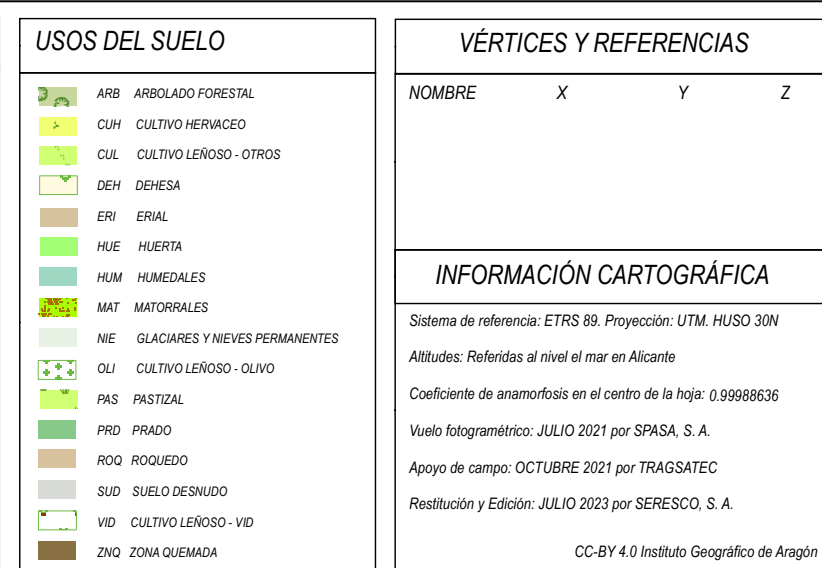 USOS DEL SUELO
ARB ARBOLADO FORESTAL
CUH CULTIVO HERVACEO
CUL CULTIVO LEÑOSO - OTROS
DEH DEHESA
ERI ERIAL
HUE HUERTA
HUM HUMEDALES
MAT MATORRALES
NIE GLACIARES Y NIEVES PERMANENTES
OLI CULTIVO LEÑOSO - OLIVO
PAS PASTIZAL
PRD PRADO
ROQ ROQUEDO
SUD SUELO DESNUDO
VID CULTIVO LEÑOSO - VID
ZNQ ZONA QUEMADA
VÉRTICES Y REFERENCIAS
NOMBRE X Y Z
INFORMACIÓN CARTOGRÁFICA
Sistema de referencia: ETRS 89. Proyección: UTM. HUSO 30N
Altitudes: Referidas al nivel el mar en Alicante
Coeficiente de anamorfosis en el centro de la hoja: 0.99988636
Vuelo fotogramétrico: JULIO 2021 por SPASA, S. A.
Apoyo de campo: OCTUBRE 2021 por TRAGSATEC
Restitución y Edición: JULIO 2023 por SERESCO, S. A.
CC-BY 4.0 Instituto Geográfico de Aragón